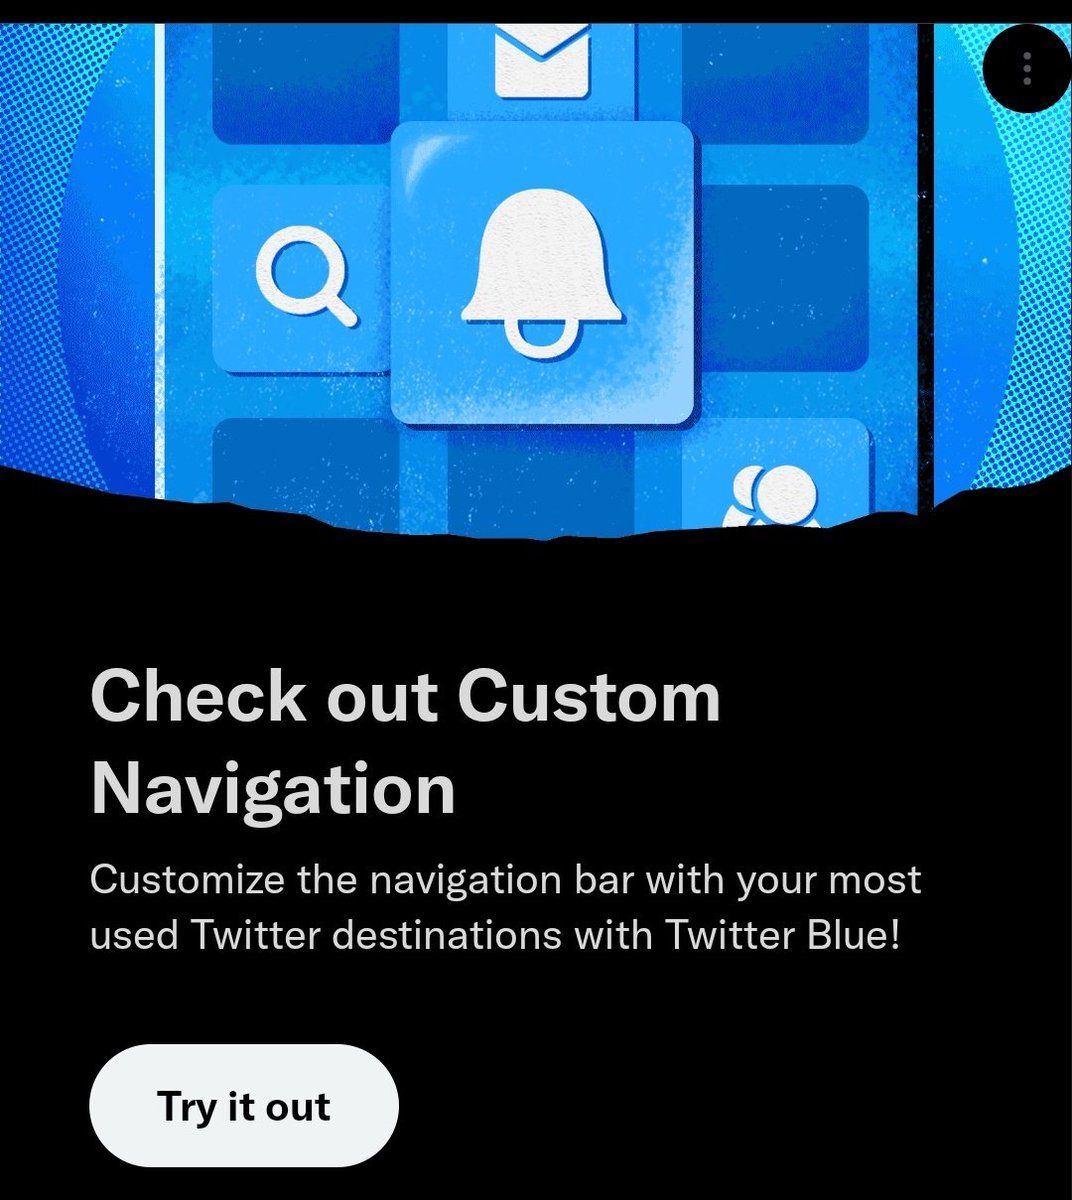 Check out Custom
Navigation
Customize the navigation bar with your most
used Twitter destinations with Twitter Blue!
Try it out